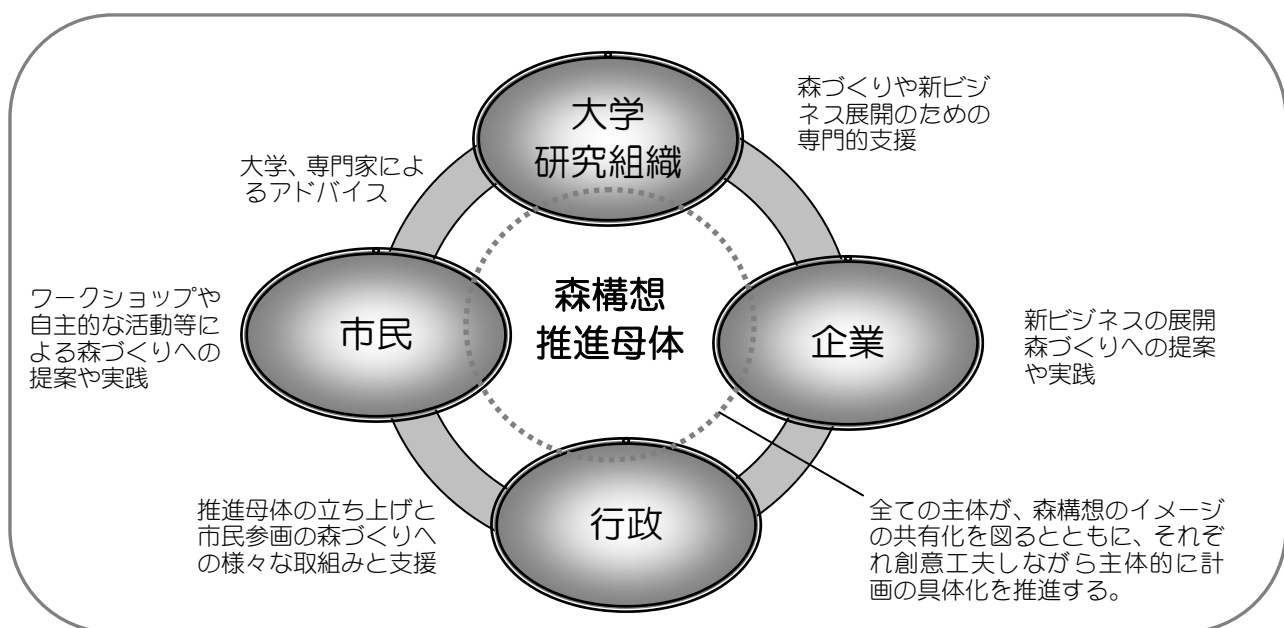 大学
研究組織
森づくりや新ビジ
ネス展開のための
専門的支援
大学、専門家によ
るアドバイス
市民
森構想
推進母体
企業
ワークショップや
自主的な活動等に
よる森づくりへの
提案や実践
新ビジネスの展開
森づくりへの提案
や実践
行政
推進母体の立ち上げと
市民参画の森づくりへ
の様々な取組みと支援
全ての主体が、森構想のイメージ
の共有化を図るとともに、それぞ
れ創意工夫しながら主体的に計
画の具体化を推進する。